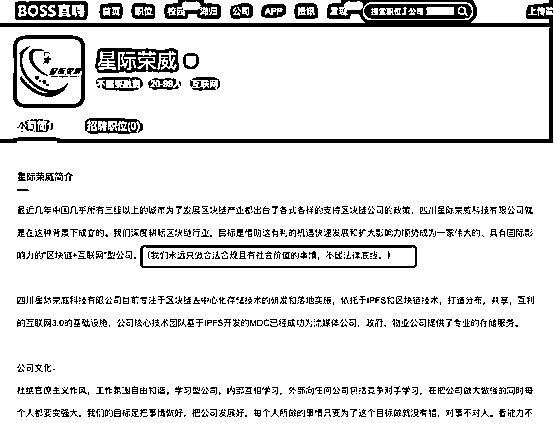 BOSS直聘 首页 职位 校园 海归 公司 APP 资讯 发现 搜索职位、公司 上传
星际荣威
不需要融资 20-99人 互联网
公司简介 招聘职位(0)
星际荣威简介
最近几年中国几乎所有三线以上的城市为了发展区块链产业都出台了各式各样的支持区块链公司的政策，四川星际荣威科技有限公司就
是在这种背景下成立的。我们深度耕耘区块链行业，目标是借助这有利的机遇快速发展和扩大影响力顺势成为一家伟大的、具有国际影
响力的“区块链+互联网”型公司。（我们永远只做合法合规且有社会价值的事情，不碰法律底线。）
四川星际荣威科技有限公司目前专注于区块链去中心化存储技术的研发和落地实施，依托于IPFS和区块链技术，打造分布，共享，互利
的互联网3.0的基础设施，公司核心技术团队基于IPFS开发的MDC已经成功为流媒体公司，政府、物业公司提供了专业的存储服务。
公司文化-
杜绝官僚主义作风，工作氛围自由和谐，学习型公司，内部互相学习，外部向任何公司包括竞争对手学习，在把公司做大做强的同时每
个人都要变强大。我们的目标是把事情做好，把公司发展好。每个人所做的事情只要为了这个目标做就没有错，对事不对人。看能力不